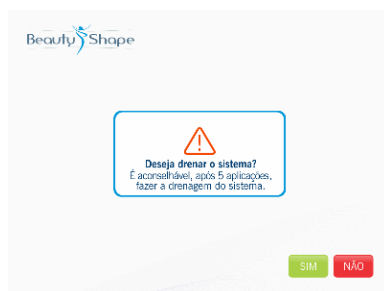 Beauty Shape
Deseja drenar o sistema?
É aconselhável, após 5 aplicações,
fazer a drenagem do sistema.
SIM NÃO